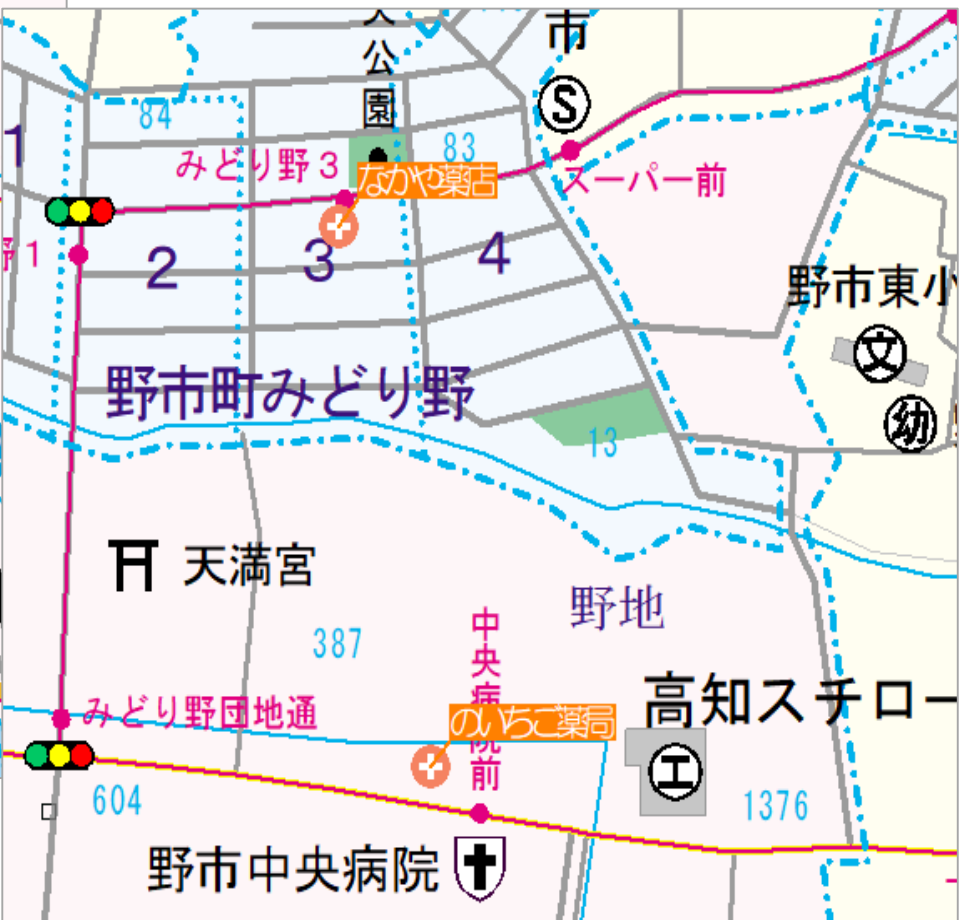 公園
市
S
84
83
1
みどり野3
なかや薬店
スーパー前
野1
2
3
4
野市東小
文
幼
野市町みどり野
13
天満宮
野地
387
中央病院前
高知スチロー
みどり野団地通
のいちご薬局
工
604
1376
野市中央病院